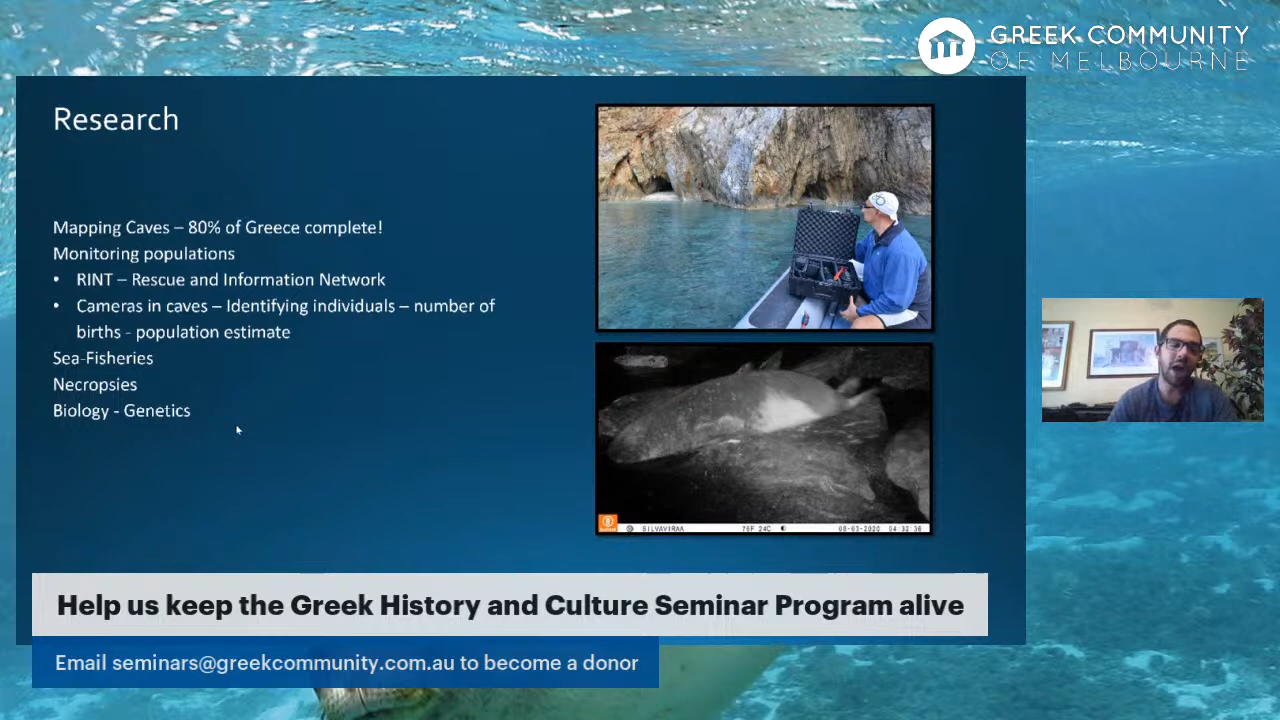 GREEK COMMUNITY
OF MELBOURNE
Research
Mapping Caves – 80% of Greece complete!
Monitoring populations
• RINT – Rescue and Information Network
• Cameras in caves – Identifying individuals – number of
births - population estimate
Sea-Fisheries
Necropsies
Biology - Genetics
SILVAVIRAA 76F 24C 08-03-2020 04:32:36
Help us keep the Greek History and Culture Seminar Program alive
Email seminars@greekcommunity.com.au to become a donor